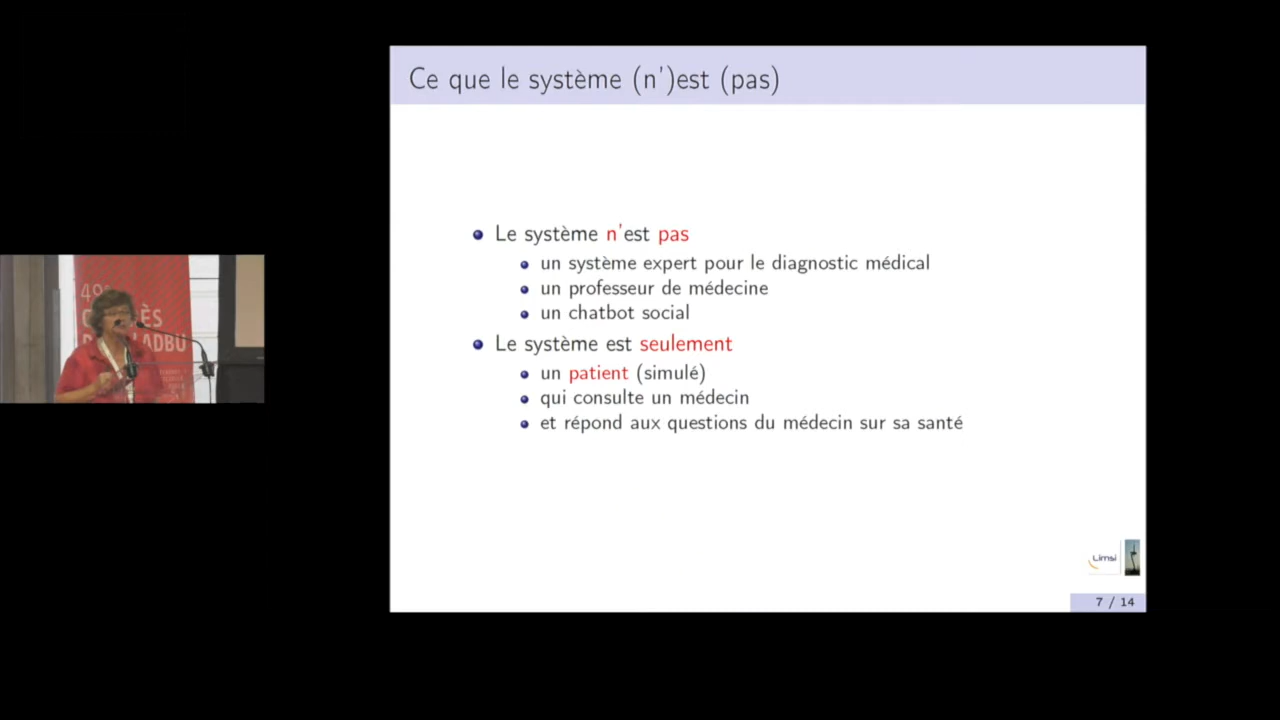 Ce que le système (n')est (pas)
Le système n'est pas
un système expert pour le diagnostic médical
un professeur de médecine
un chatbot social
Le système est seulement
un patient (simulé)
qui consulte un médecin
et répond aux questions du médecin sur sa santé
Limsi
7 / 14